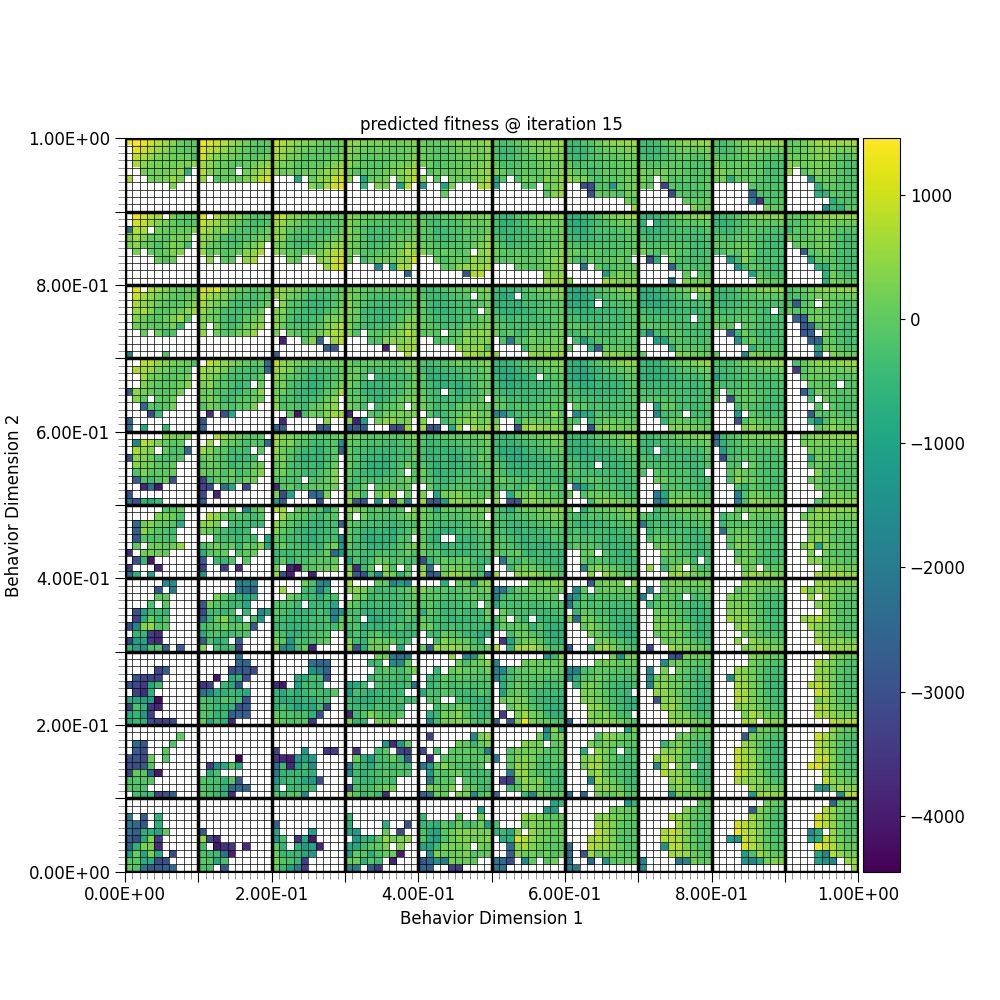 predicted fitness @ iteration 15
1.00E+00
8.00E-01
6.00E-01
4.00E-01
2.00E-01
0.00E+00
Behavior Dimension 2
0.00E+00 2.00E-01 4.00E-01 6.00E-01 8.00E-01 1.00E+00
Behavior Dimension 1
1000
0
−1000
−2000
−3000
−4000